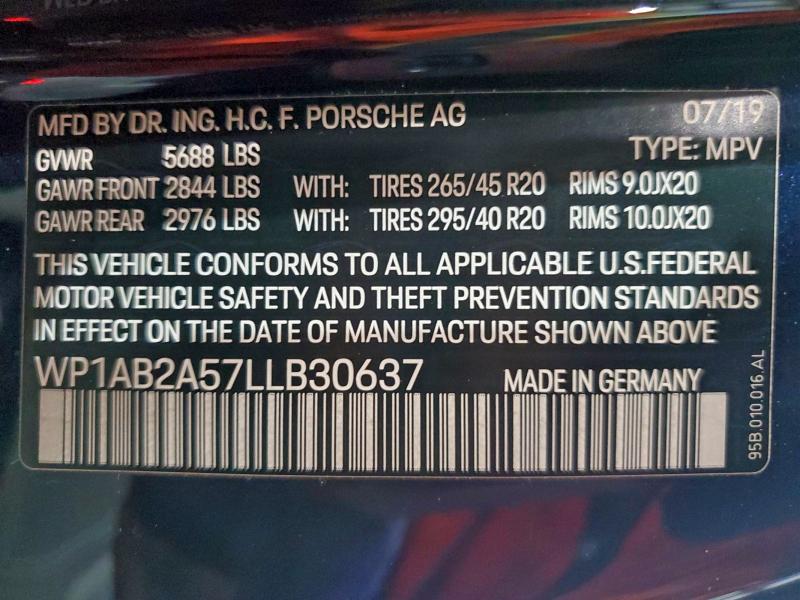 MFD BY DR. ING. H.C. F. PORSCHE AG 07/19
GVWR 5688 LBS TYPE: MPV
GAWR FRONT 2844 LBS WITH: TIRES 265/45 R20 RIMS 9.0JX20
GAWR REAR 2976 LBS WITH: TIRES 295/40 R20 RIMS 10.0JX20
THIS VEHICLE CONFORMS TO ALL APPLICABLE U.S.FEDERAL
MOTOR VEHICLE SAFETY AND THEFT PREVENTION STANDARDS
IN EFFECT ON THE DATE OF MANUFACTURE SHOWN ABOVE
WP1AB2A57LLB30637 MADE IN GERMANY
95B.010.016.AL